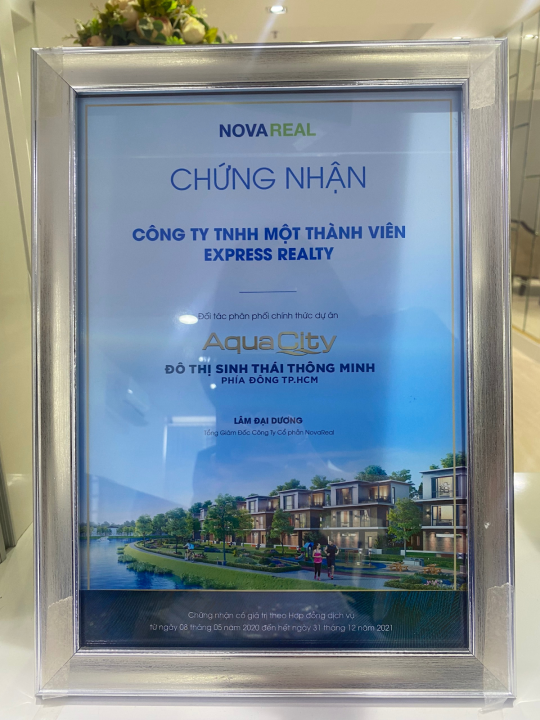 NOVAREAL
CHỨNG NHẬN
CÔNG TY TNHH MỘT THÀNH VIÊN
EXPRESS REALTY
Đối tác phân phối chính thức dự án
AquaCity
ĐÔ THỊ SINH THÁI THÔNG MINH
PHÍA ĐÔNG TP.HCM
LÂM ĐẠI DƯƠNG
Tổng Giám Đốc Công Ty Cổ phần NovaReal
Chứng nhận có giá trị theo Hợp đồng dịch vụ
từ ngày 08 tháng 05 năm 2020 đến hết ngày 31 tháng 12 năm 2021